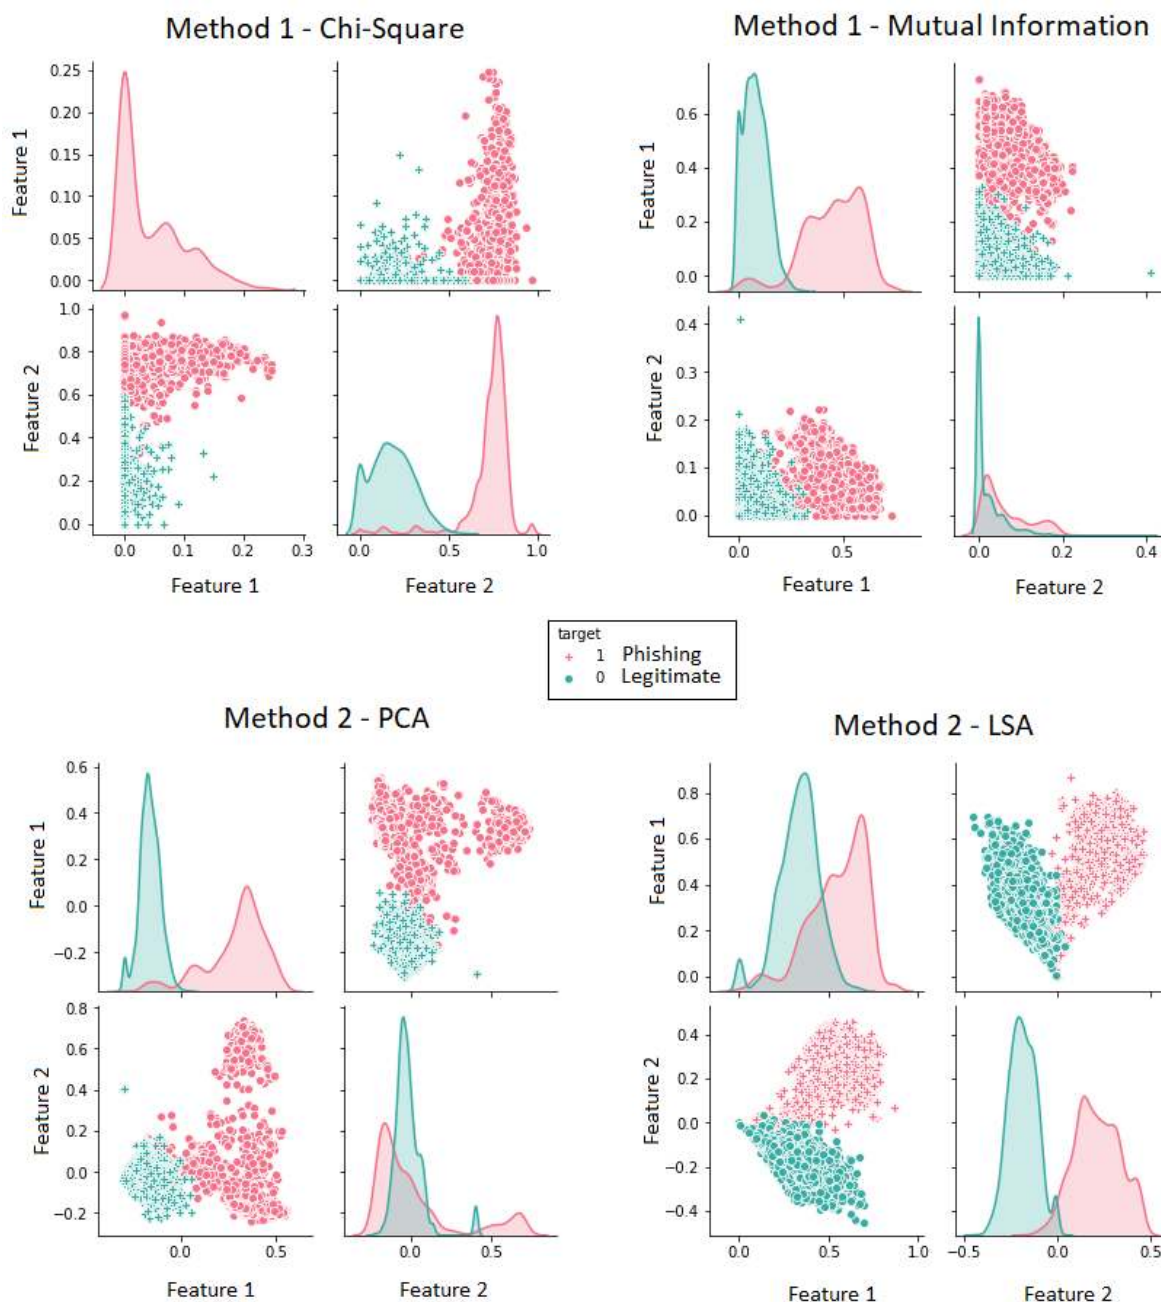 Method 1 - Chi-Square
Method 1 - Mutual Information
0.25
0.20
0.15
0.10
0.05
0.00
Feature 1
0.6
0.4
0.2
0.0
Feature 1
1.0
0.8
0.6
0.4
0.2
0.0
Feature 2
0.4
0.3
0.2
0.1
0.0
Feature 2
0.0 0.1 0.2 0.3
0.0 0.5 1.0
0.0 0.5
0.0 0.2 0.4
Feature 1
Feature 2
Feature 1
Feature 2
target
1 Phishing
0 Legitimate
Method 2 - PCA
Method 2 - LSA
0.6
0.4
0.2
0.0
−0.2
Feature 1
0.8
0.6
0.4
0.2
0.0
Feature 1
0.8
0.6
0.4
0.2
0.0
−0.2
Feature 2
0.4
0.2
0.0
−0.2
−0.4
Feature 2
0.0 0.5
0.0 0.5
0.0 0.5 1.0
−0.5 0.0 0.5
Feature 1
Feature 2
Feature 1
Feature 2